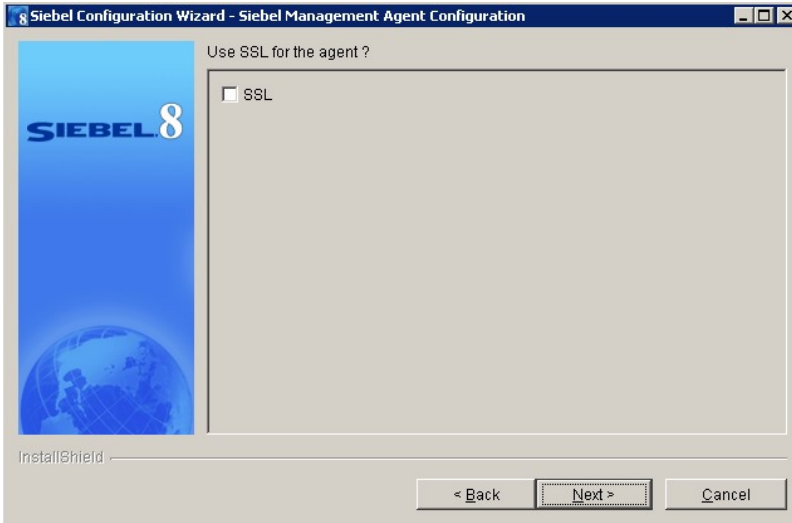 8 Siebel Configuration Wizard - Siebel Management Agent Configuration
Use SSL for the agent ?
SSL
SIEBEL.8
InstallShield
< Back
Next >
Cancel